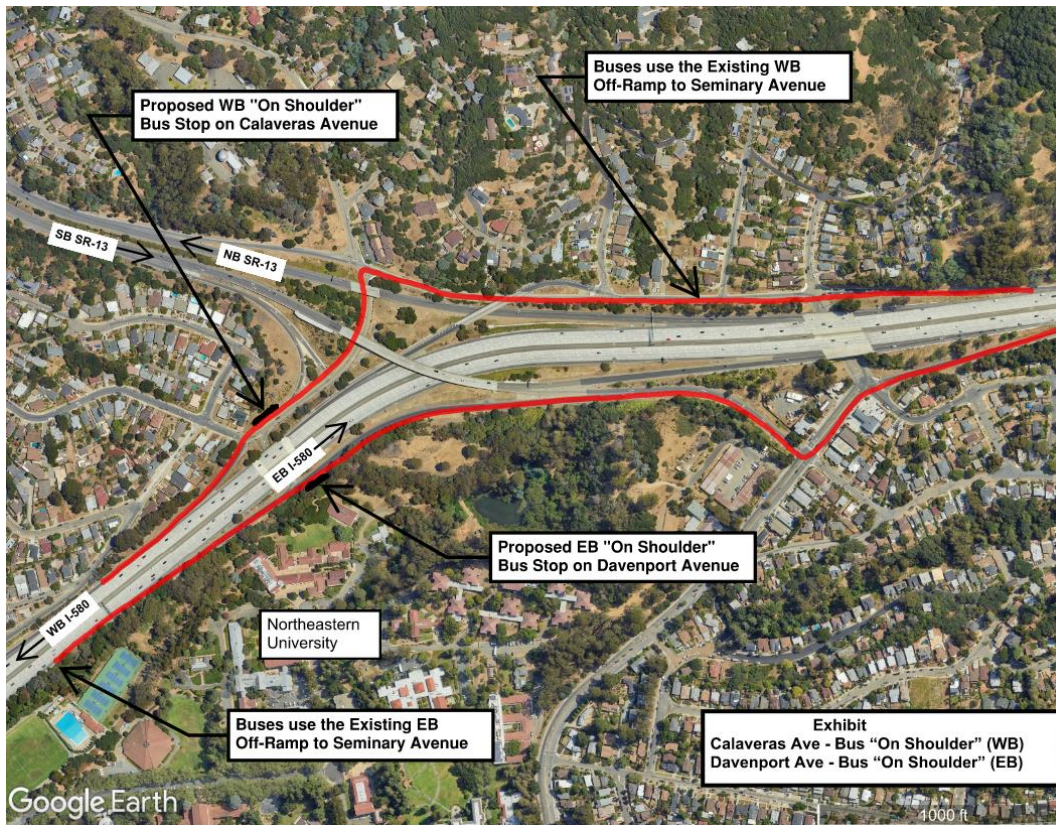 Buses use the Existing WB
Off-Ramp to Seminary Avenue
Proposed WB "On Shoulder"
Bus Stop on Calaveras Avenue
SB SR-13
NB SR-13
EB I-580
Proposed EB "On Shoulder"
Bus Stop on Davenport Avenue
WB I-580
Northeastern
University
Buses use the Existing EB
Off-Ramp to Seminary Avenue
Exhibit
Calaveras Ave - Bus “On Shoulder” (WB)
Davenport Ave - Bus “On Shoulder” (EB)
Google Earth
1000 ft